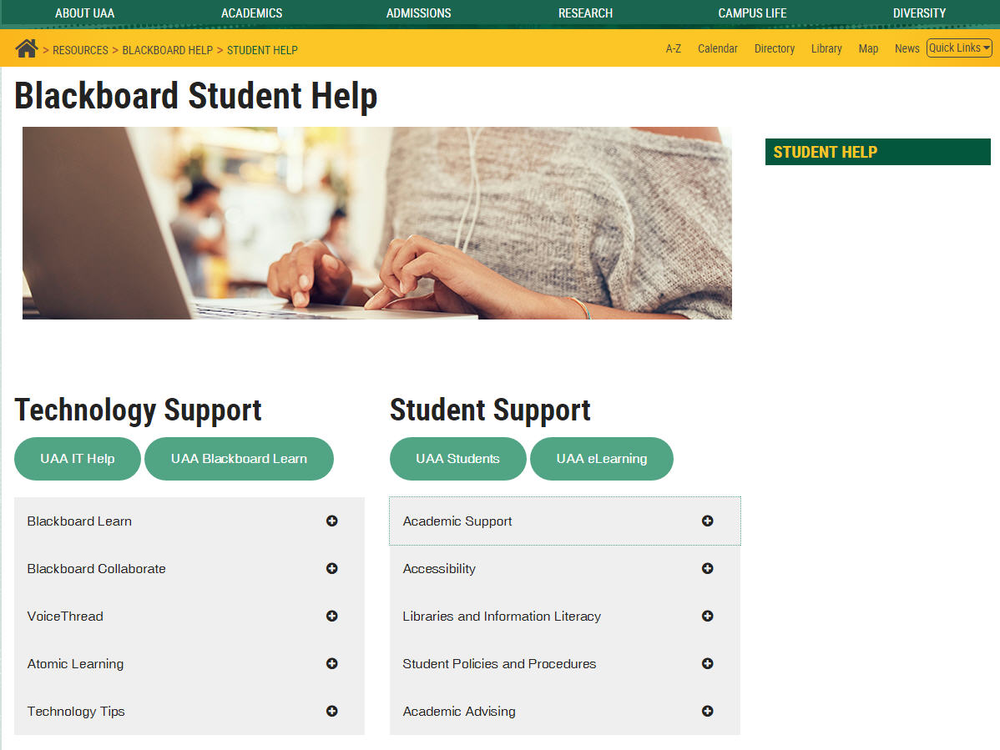 ABOUT UAA ACADEMICS ADMISSIONS RESEARCH CAMPUS LIFE DIVERSITY
> RESOURCES > BLACKBOARD HELP > STUDENT HELP A-Z Calendar Directory Library Map News Quick Links
Blackboard Student Help
STUDENT HELP
Technology Support
UAA IT Help UAA Blackboard Learn
Blackboard Learn
Blackboard Collaborate
VoiceThread
Atomic Learning
Technology Tips
Student Support
UAA Students UAA eLearning
Academic Support
Accessibility
Libraries and Information Literacy
Student Policies and Procedures
Academic Advising